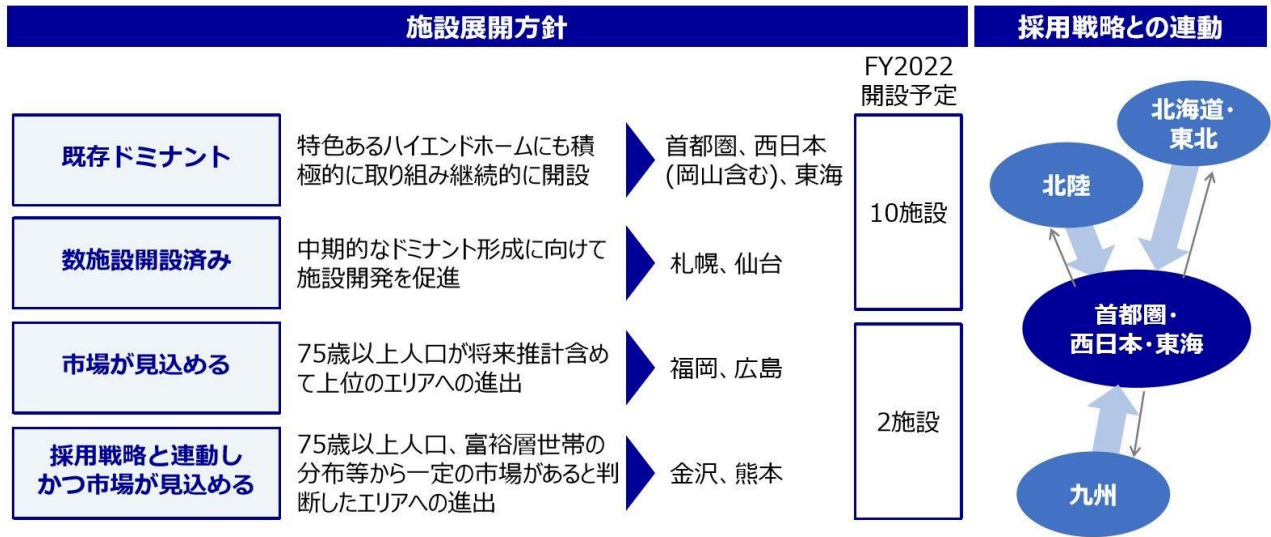 施設展開方針
採用戦略との連動
FY2022
開設予定
既存ドミナント
特色あるハイエンドホームにも積
極的に取り組み継続的に開設
首都圏、西日本
(岡山含む)、東海
10施設
数施設開設済み
中期的なドミナント形成に向けて
施設開発を促進
札幌、仙台
市場が見込める
75歳以上人口が将来推計含め
て上位のエリアへの進出
福岡、広島
2施設
採用戦略と連動し
かつ市場が見込める
75歳以上人口、富裕層世帯の
分布等から一定の市場があると判
断したエリアへの進出
金沢、熊本
北海道・
東北
北陸
首都圏・
西日本・東海
九州